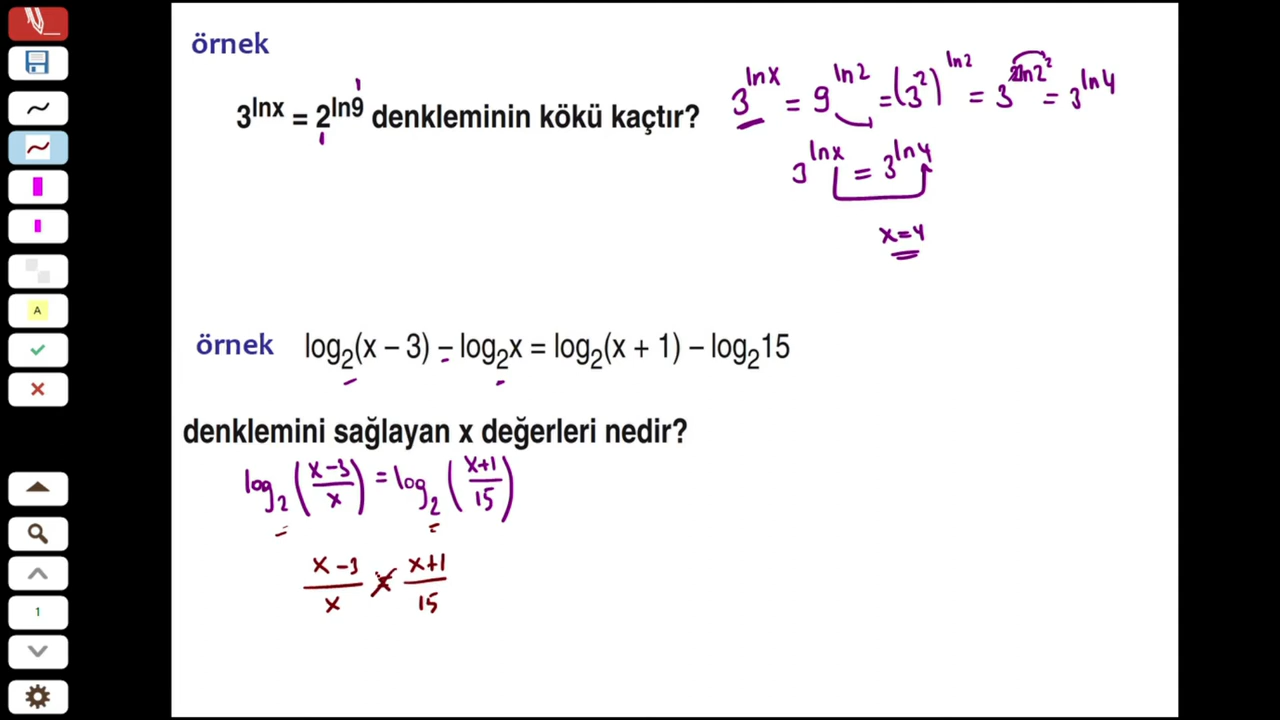 örnek
3^lnx = 2^ln9 denkleminin kökü kaçtır?
3^lnx = 9^ln2 = (3^2)^ln2 = 3^2ln2^2 = 3^ln4
3^lnx = 3^ln4
x=4
örnek log₂(x – 3) – log₂x = log₂(x + 1) – log₂15
denklemini sağlayan x değerleri nedir?
log₂(x-3/x) = log₂(x+1/15)
x-3/x = x+1/15
A
1